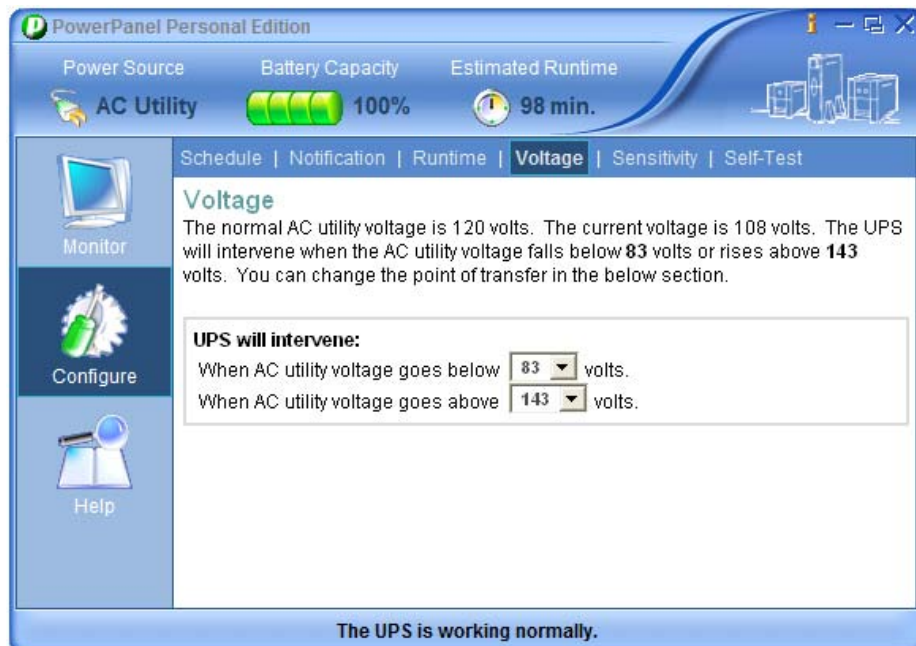 PowerPanel Personal Edition
Power Source Battery Capacity Estimated Runtime
AC Utility 100% 98 min.
Schedule | Notification | Runtime | Voltage | Sensitivity | Self-Test
Monitor
Configure
Help
Voltage
The normal AC utility voltage is 120 volts. The current voltage is 108 volts. The UPS
will intervene when the AC utility voltage falls below 83 volts or rises above 143
volts. You can change the point of transfer in the below section.
UPS will intervene:
When AC utility voltage goes below 83 volts.
When AC utility voltage goes above 143 volts.
The UPS is working normally.